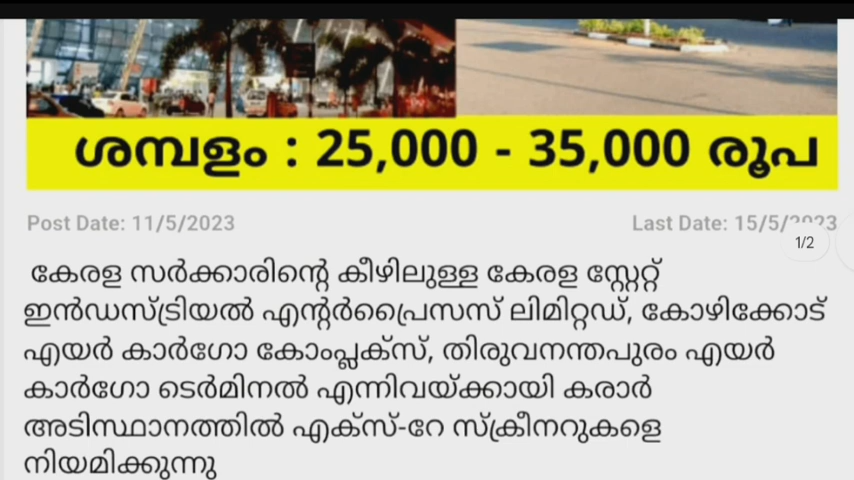 ശമ്പളം : 25,000 - 35,000 രൂപ
Post Date: 11/5/2023
Last Date: 15/5/2023
1/2
കേരള സർക്കാരിന്റെ കീഴിലുള്ള കേരള സ്റ്റേറ്റ്
ഇൻഡസ്ട്രിയൽ എന്റർപ്രൈസസ് ലിമിറ്റഡ്, കോഴിക്കോട്
എയർ കാർഗോ കോംപ്ലക്സ്, തിരുവനന്തപുരം എയർ
കാർഗോ ടെർമിനൽ എന്നിവയ്ക്കായി കരാർ
അടിസ്ഥാനത്തിൽ എക്സ്-റേ സ്ക്രീനറുകളെ
നിയമിക്കുന്നു